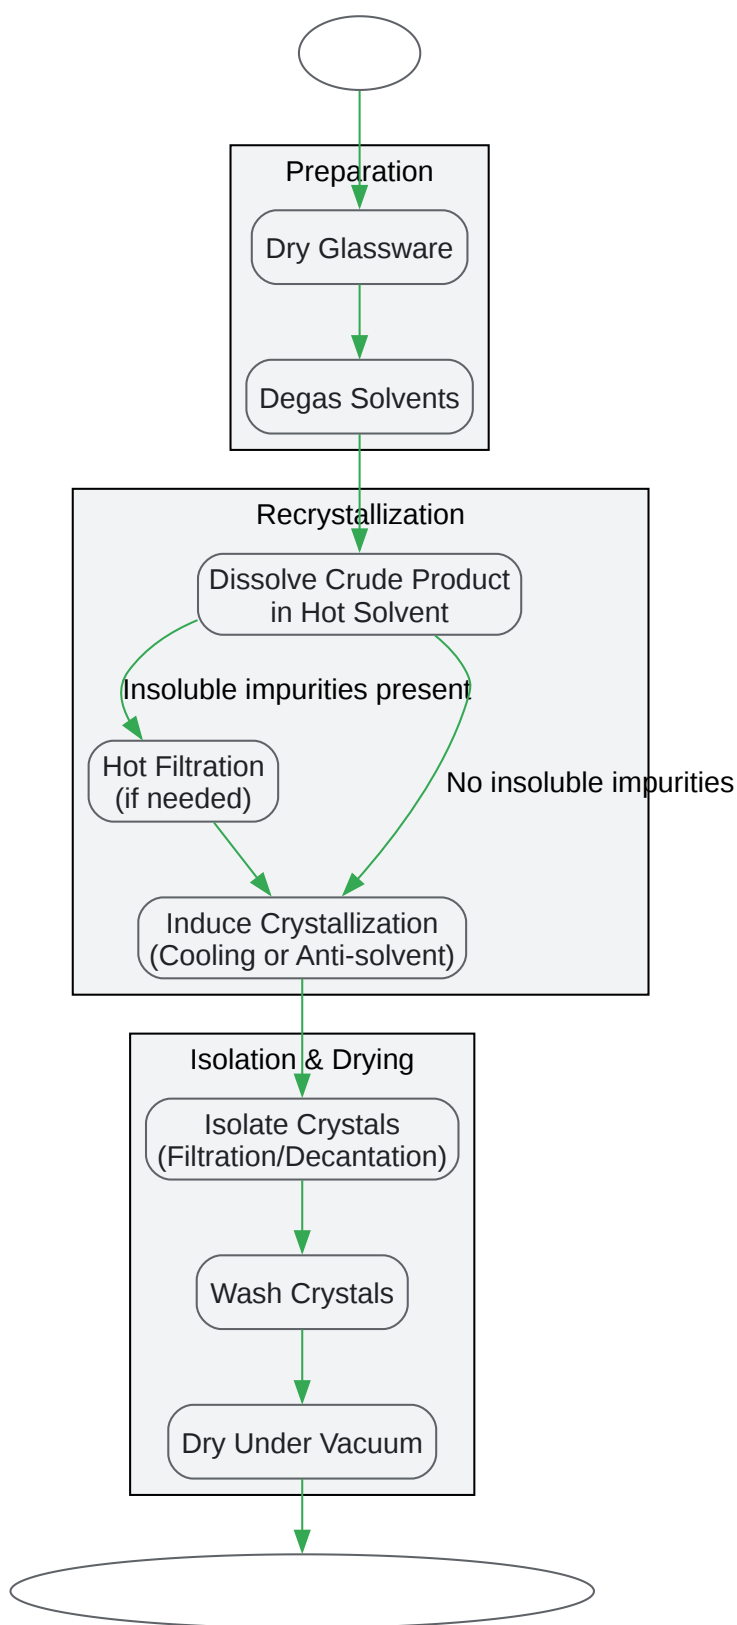 Preparation
Dry Glassware
Degas Solvents
Recrystallization
Dissolve Crude Product
in Hot Solvent
Insoluble impurities present
Hot Filtration
(if needed)
No insoluble impurities
Induce Crystallization
(Cooling or Anti-solvent)
Isolation & Drying
Isolate Crystals
(Filtration/Decantation)
Wash Crystals
Dry Under Vacuum